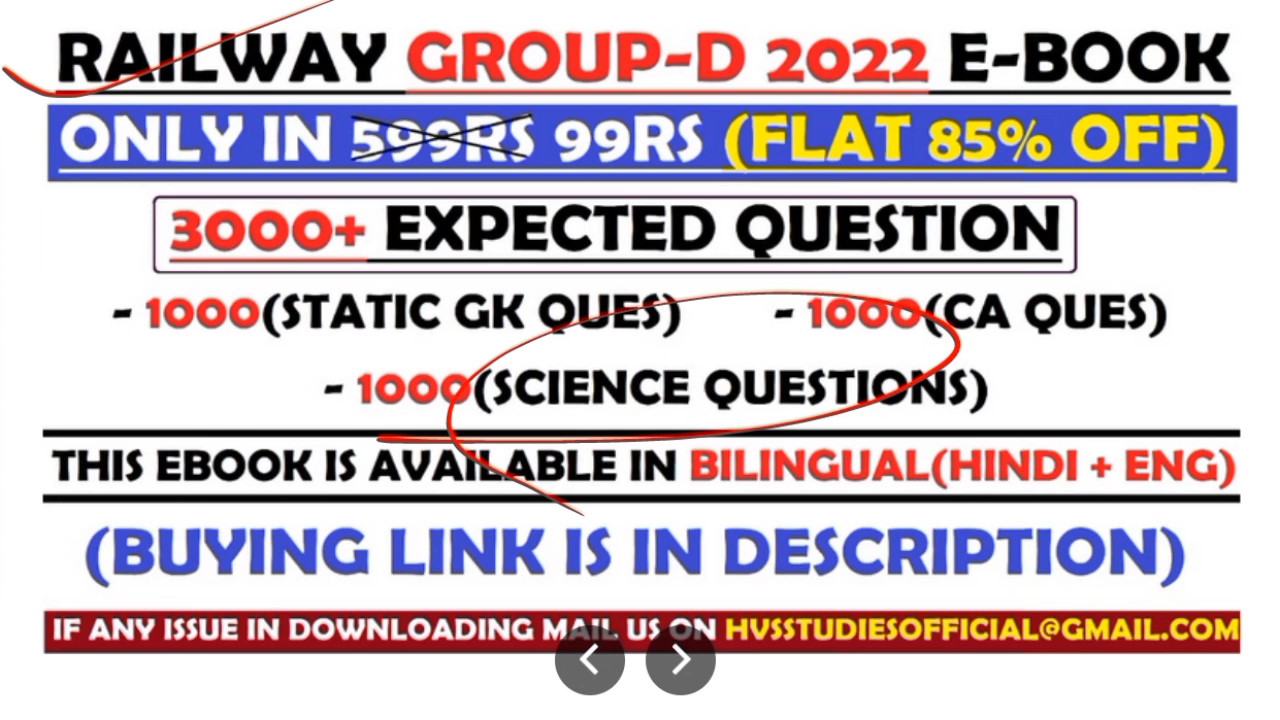 RAILWAY GROUP-D 2022 E-BOOK
ONLY IN 599RS 99RS (FLAT 85% OFF)
3000+ EXPECTED QUESTION
- 1000(STATIC GK QUES) - 1000(CA QUES)
- 1000(SCIENCE QUESTIONS)
THIS EBOOK IS AVAILABLE IN BILINGUAL(HINDI + ENG)
(BUYING LINK IS IN DESCRIPTION)
IF ANY ISSUE IN DOWNLOADING MAIL US ON HVSSTUDIESOFFICIAL@GMAIL.COM